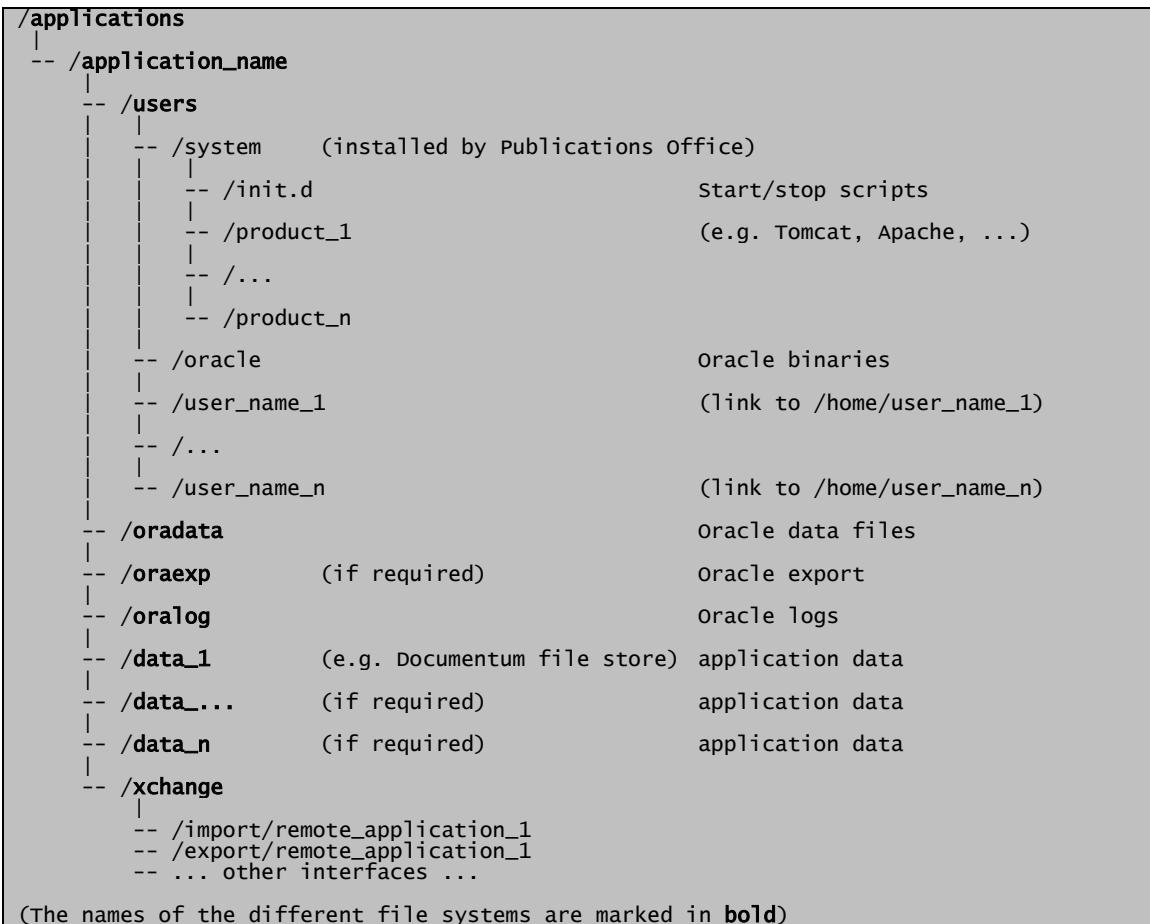 /applications
|
-- /application_name
|
-- /users
| |
| -- /system (installed by Publications Office)
| | |
| | -- /init.d Start/stop scripts
| | |
| | -- /product_1 (e.g. Tomcat, Apache, ...)
| | |
| | -- /...
| | |
| | -- /product_n
| |
| -- /oracle Oracle binaries
| |
| -- /user_name_1 (link to /home/user_name_1)
| |
| -- /...
| |
| -- /user_name_n (link to /home/user_name_n)
|
-- /oradata Oracle data files
|
-- /oraexp (if required) Oracle export
|
-- /oralog Oracle logs
|
-- /data_1 (e.g. Documentum file store) application data
|
-- /data_... (if required) application data
|
-- /data_n (if required) application data
|
-- /xchange
|
-- /import/remote_application_1
-- /export/remote_application_1
-- ... other interfaces ...
(The names of the different file systems are marked in bold)